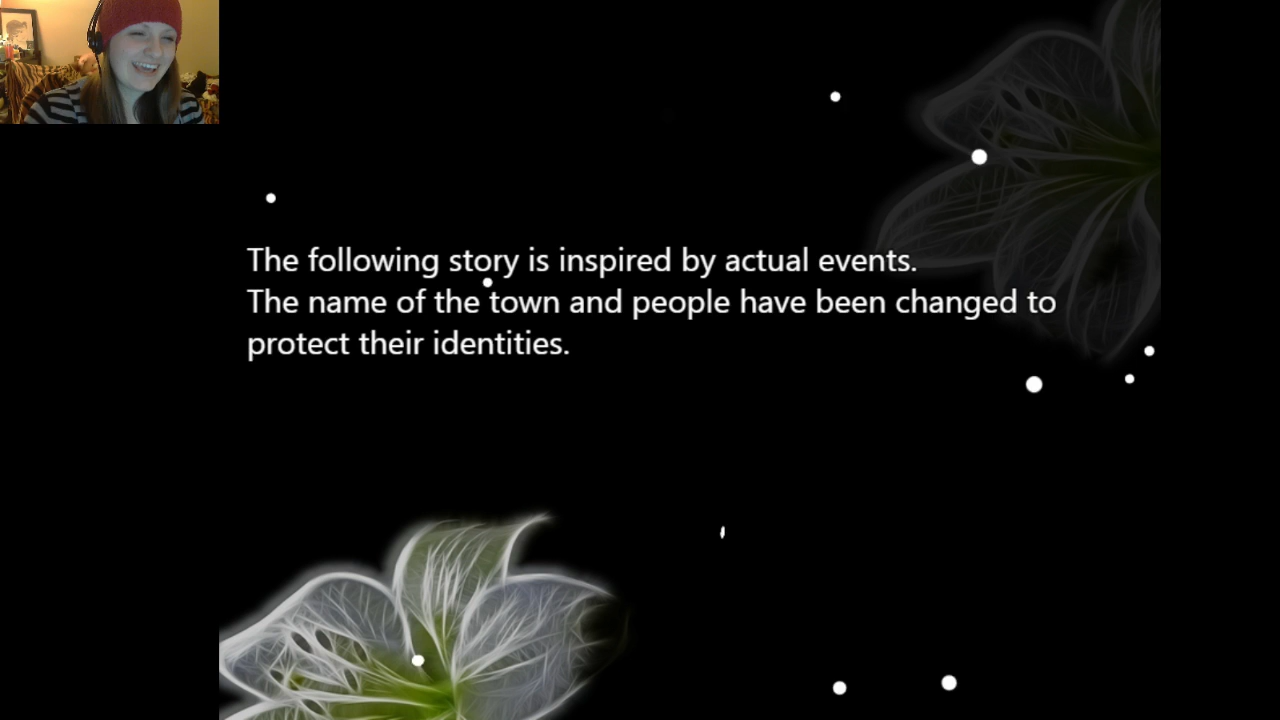 The following story is inspired by actual events.
The name of the town and people have been changed to
protect their identities.